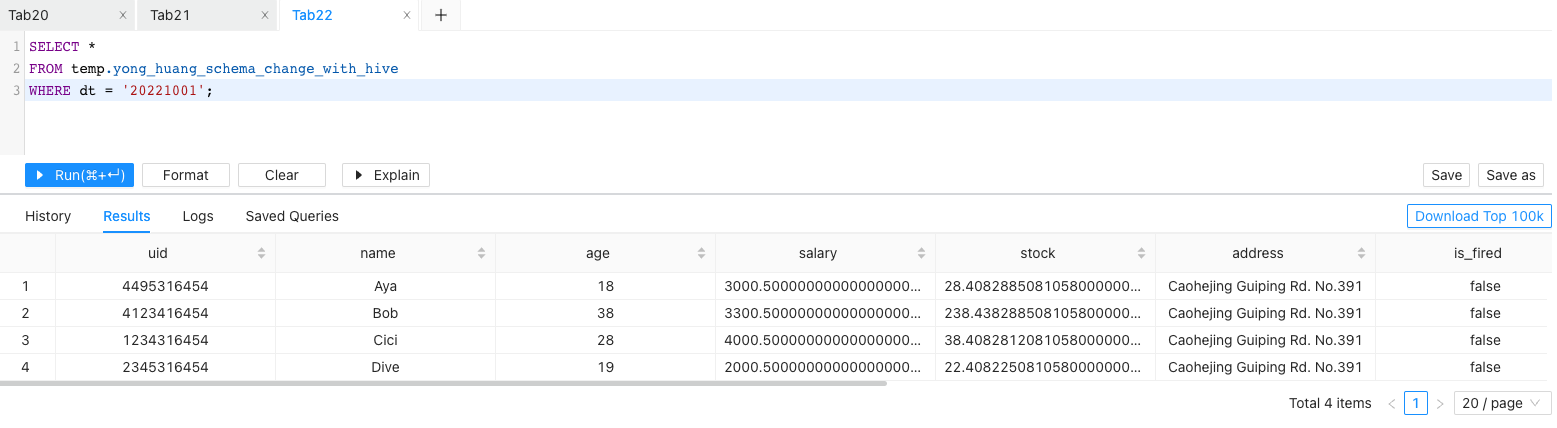 Tab20 x Tab21 x Tab22 x +
1 SELECT *
2 FROM temp.yong_huang_schema_change_with_hive
3 WHERE dt = '20221001';
Run(⌘+↵) Format Clear Explain Save Save as
History Results Logs Saved Queries Download Top 100k
uid name age salary stock address is_fired
1 4495316454 Aya 18 3000.50000000000000000... 28.4082885081058000000... Caohejing Guiping Rd. No.391 false
2 4123416454 Bob 38 3300.50000000000000000... 238.438288508105800000... Caohejing Guiping Rd. No.391 false
3 1234316454 Cici 28 4000.50000000000000000... 38.4082812081058000000... Caohejing Guiping Rd. No.391 false
4 2345316454 Dive 19 2000.50000000000000000... 22.4082250810580000000... Caohejing Guiping Rd. No.391 false
Total 4 items < 1 > 20 / page